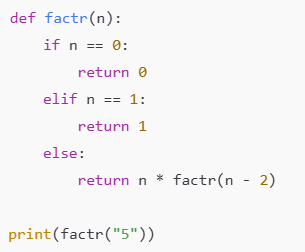 def factr(n):
    if n == 0:
        return 0
    elif n == 1:
        return 1
    else:
        return n * factr(n - 2)

print(factr("5"))